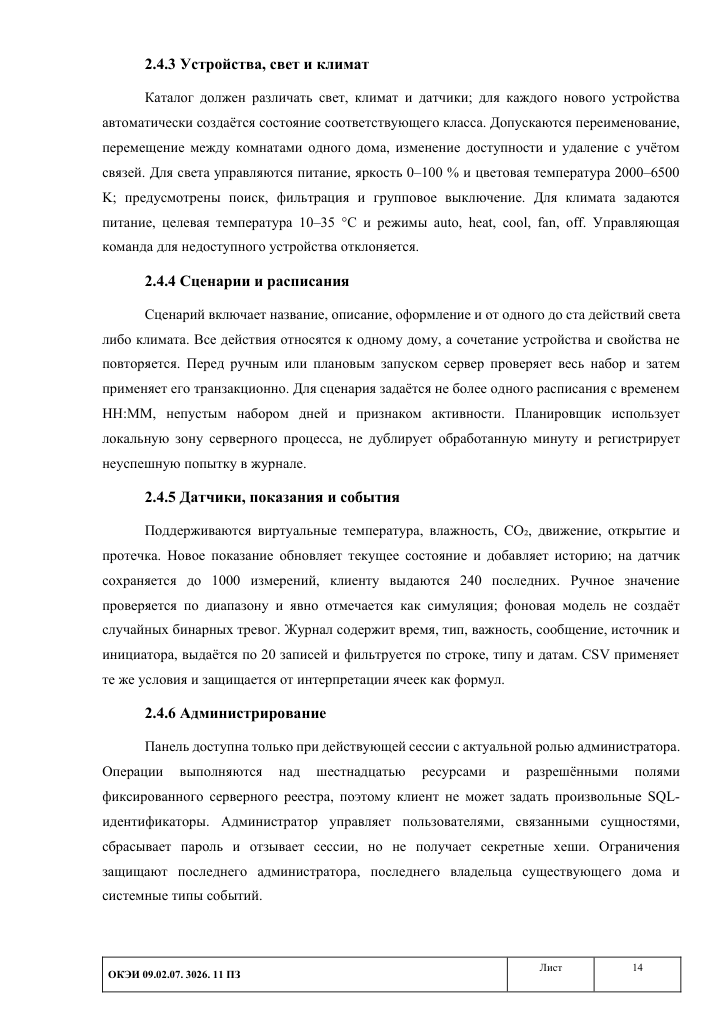 2.4.3 Устройства, свет и климат
Каталог должен различать свет, климат и датчики; для каждого нового устройства
автоматически создаётся состояние соответствующего класса. Допускаются переименование,
перемещение между комнатами одного дома, изменение доступности и удаление с учётом
связей. Для света управляются питание, яркость 0–100 % и цветовая температура 2000–6500
K; предусмотрены поиск, фильтрация и групповое выключение. Для климата задаются
питание, целевая температура 10–35 °C и режимы auto, heat, cool, fan, off. Управляющая
команда для недоступного устройства отклоняется.
2.4.4 Сценарии и расписания
Сценарий включает название, описание, оформление и от одного до ста действий света
либо климата. Все действия относятся к одному дому, а сочетание устройства и свойства не
повторяется. Перед ручным или плановым запуском сервер проверяет весь набор и затем
применяет его транзакционно. Для сценария задаётся не более одного расписания с временем
HH:MM, непустым набором дней и признаком активности. Планировщик использует
локальную зону серверного процесса, не дублирует обработанную минуту и регистрирует
неуспешную попытку в журнале.
2.4.5 Датчики, показания и события
Поддерживаются виртуальные температура, влажность, CO₂, движение, открытие и
протечка. Новое показание обновляет текущее состояние и добавляет историю; на датчик
сохраняется до 1000 измерений, клиенту выдаются 240 последних. Ручное значение
проверяется по диапазону и явно отмечается как симуляция; фоновая модель не создаёт
случайных бинарных тревог. Журнал содержит время, тип, важность, сообщение, источник и
инициатора, выдаётся по 20 записей и фильтруется по строке, типу и датам. CSV применяет
те же условия и защищается от интерпретации ячеек как формул.
2.4.6 Администрирование
Панель доступна только при действующей сессии с актуальной ролью администратора.
Операции выполняются над шестнадцатью ресурсами и разрешёнными полями
фиксированного серверного реестра, поэтому клиент не может задать произвольные SQL-
идентификаторы. Администратор управляет пользователями, связанными сущностями,
сбрасывает пароль и отзывает сессии, но не получает секретные хеши. Ограничения
защищают последнего администратора, последнего владельца существующего дома и
системные типы событий.
ОКЭИ 09.02.07. 3026. 11 ПЗ
Лист
14